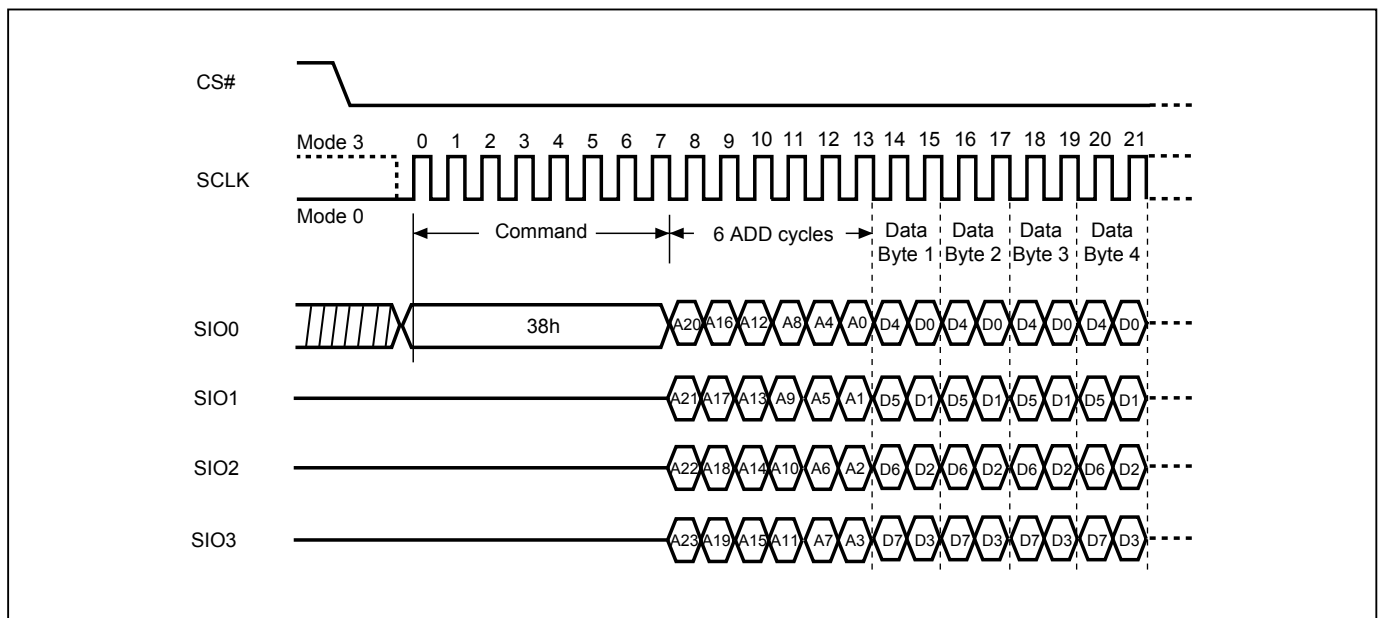 CS#
Mode 3
0 1 2 3 4 5 6 7 8 9 10 11 12 13 14 15 16 17 18 19 20 21
SCLK
Mode 0
Command
6 ADD cycles
Data Byte 1
Data Byte 2
Data Byte 3
Data Byte 4
SIO0
38h
A20 A16 A12 A8 A4 A0 D4 D0 D4 D0 D4 D0 D4 D0
SIO1
A21 A17 A13 A9 A5 A1 D5 D1 D5 D1 D5 D1 D5 D1
SIO2
A22 A18 A14 A10 A6 A2 D6 D2 D6 D2 D6 D2 D6 D2
SIO3
A23 A19 A15 A11 A7 A3 D7 D3 D7 D3 D7 D3 D7 D3